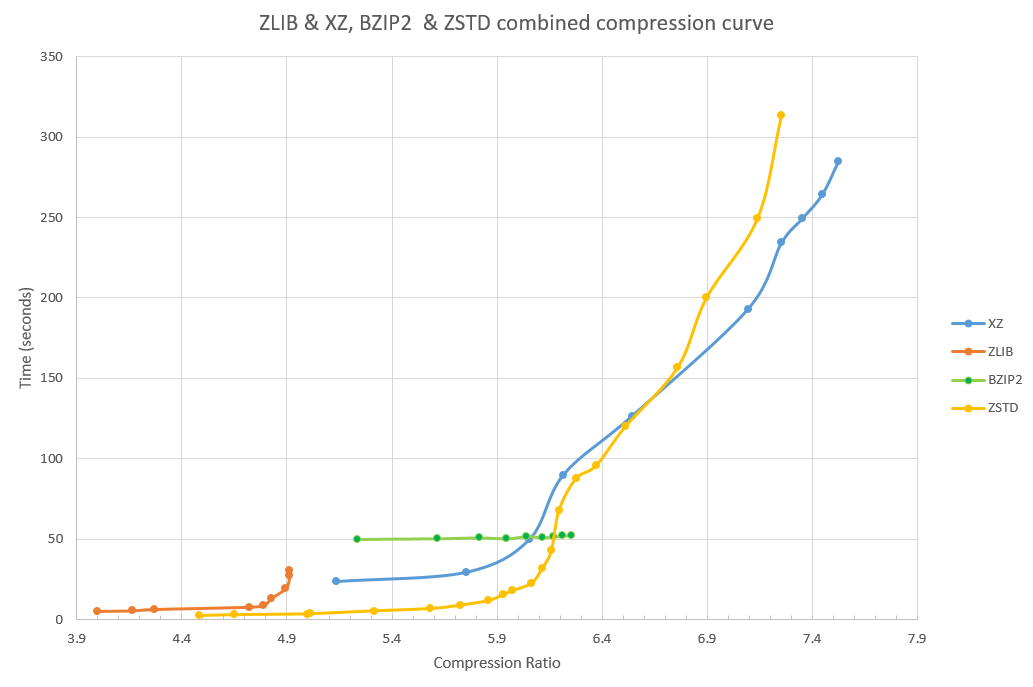 ZLIB & XZ, BZIP2 & ZSTD combined compression curve
350
300
250
200
150
100
50
0
Time (seconds)
3.9 4.4 4.9 5.4 5.9 6.4 6.9 7.4 7.9
Compression Ratio
XZ
ZLIB
BZIP2
ZSTD